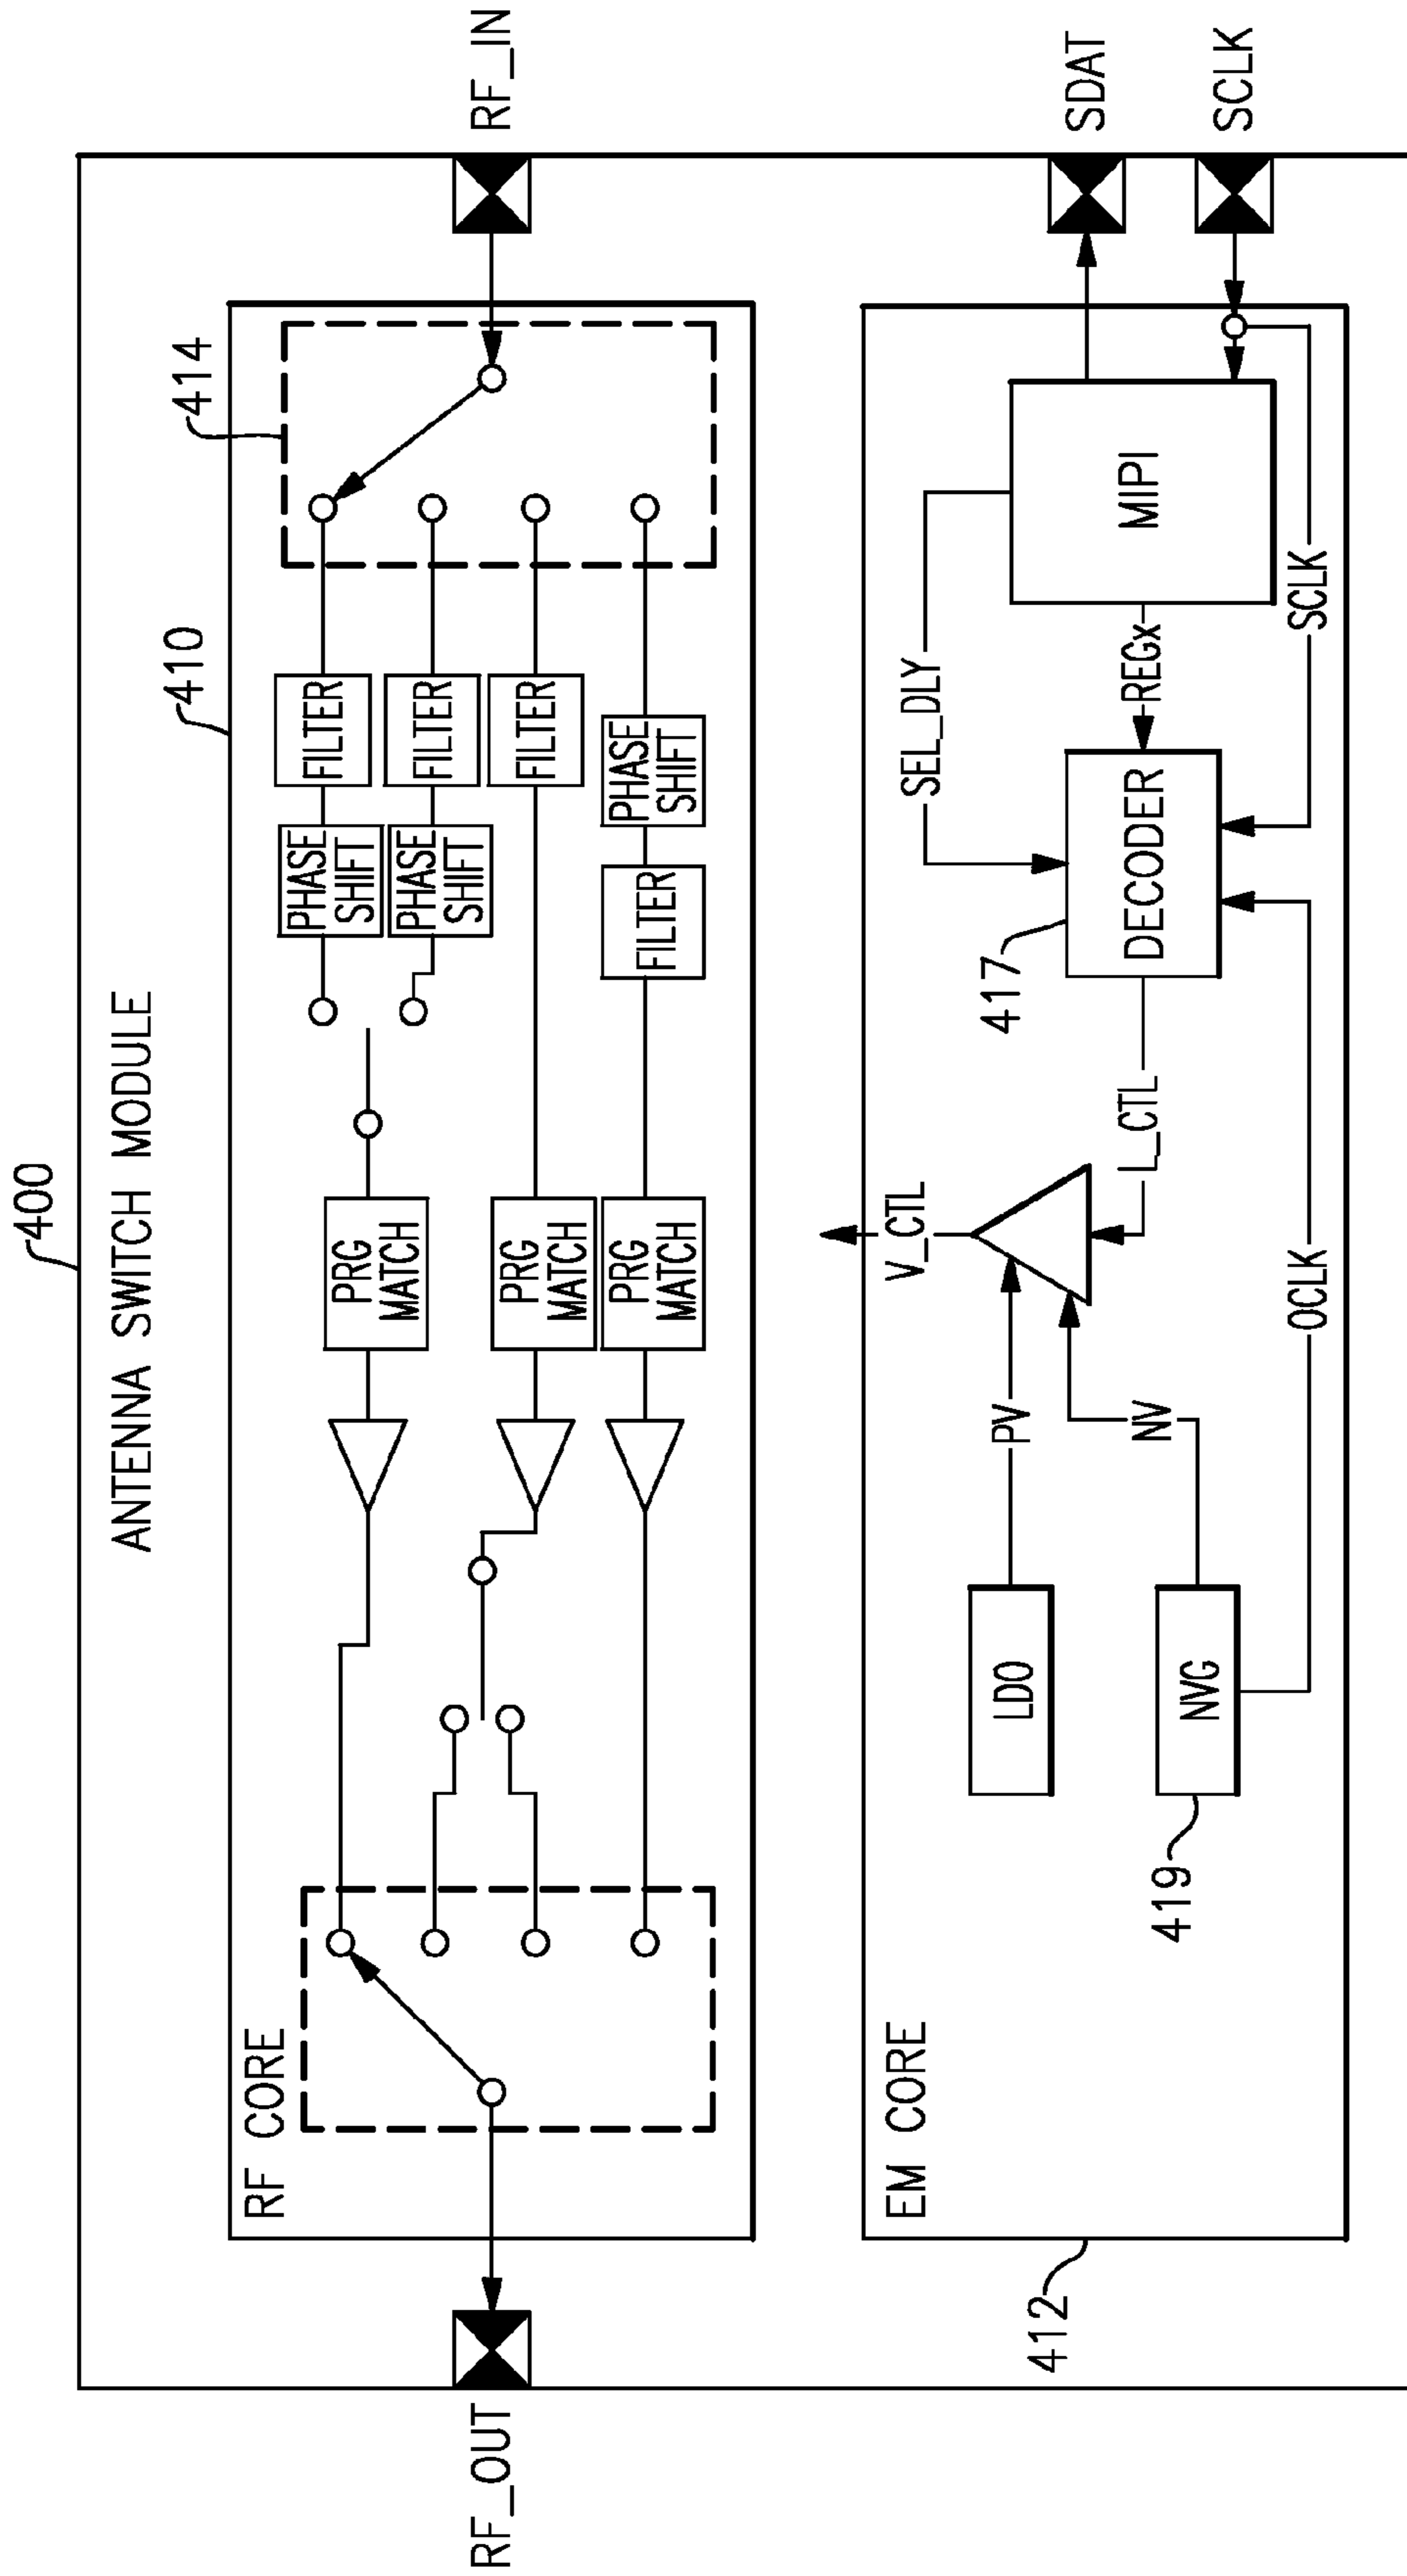 400
ANTENNA SWITCH MODULE
RF_OUT
RF CORE
410
414
RF_IN
PRG
MATCH
PHASE
SHIFT
FILTER
PHASE
SHIFT
FILTER
PRG
MATCH
FILTER
PRG
MATCH
FILTER
PHASE
SHIFT
412
EM CORE
V_CTL
SEL_DLY
LDO
PV
417
SDAT
L_CTL
DECODER
REGx
MIPI
419
NVG
NV
SCLK
OCLK
SCLK